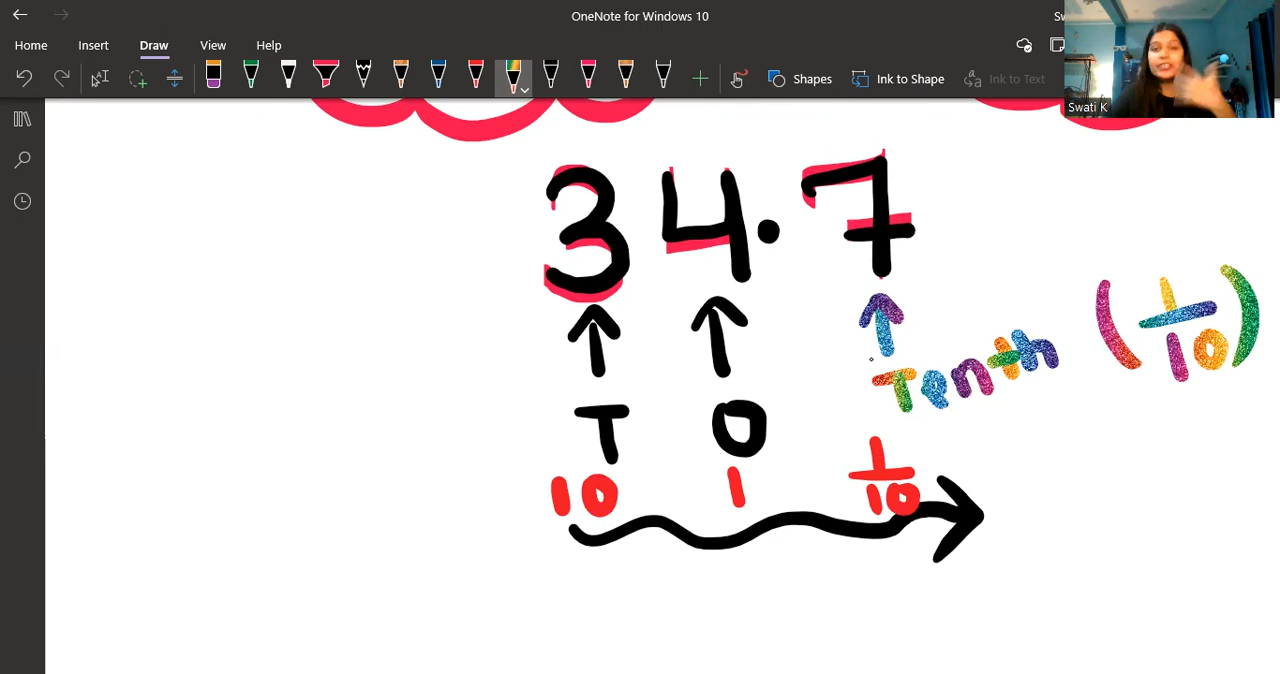 OneNote for Windows 10
Home Insert Draw View Help
Shapes Ink to Shape Ink to Text
Swati K
34.7
Tenth (1/10)
T O
10 1 1/10